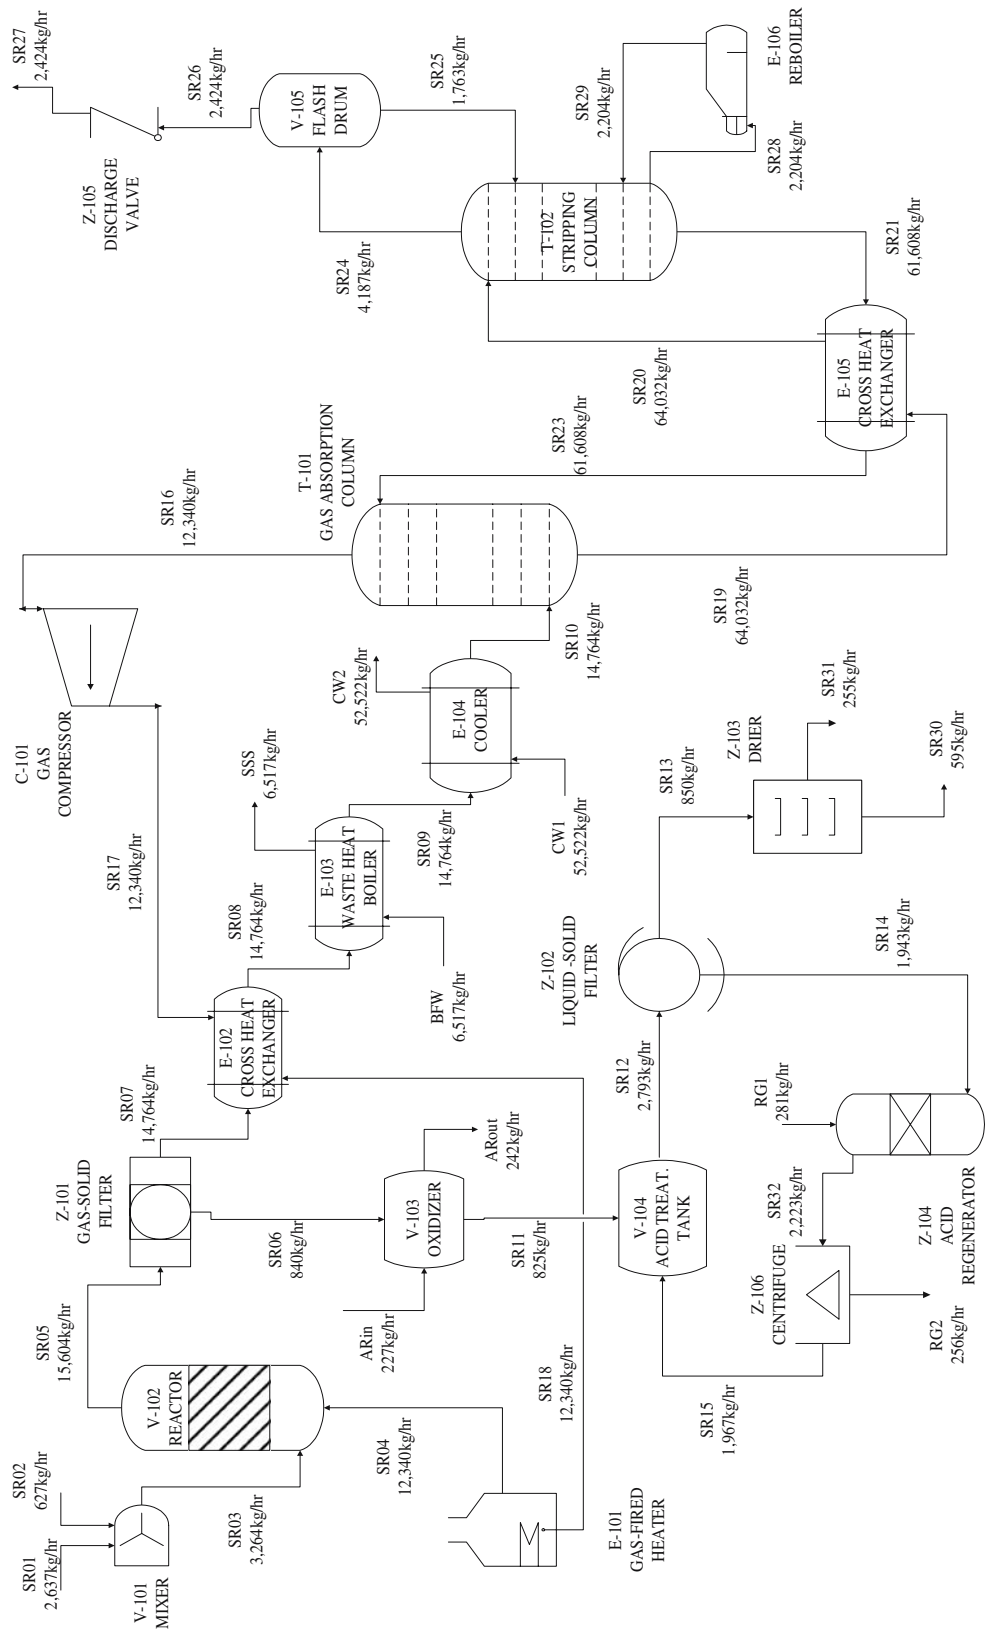 SR01
2,637kg/hr
SR02
627kg/hr
V-101
MIXER
SR03
3,264kg/hr
V-102
REACTOR
SR05
15,604kg/hr
SR04
12,340kg/hr
E-101
GAS-FIRED
HEATER
SR18
12,340kg/hr
Z-101
GAS-SOLID
FILTER
SR07
14,764kg/hr
SR06
840kg/hr
ARin
227kg/hr
V-103
OXIDIZER
ARout
242kg/hr
SR11
825kg/hr
E-102
CROSS HEAT
EXCHANGER
SR17
12,340kg/hr
C-101
GAS
COMPRESSOR
SR16
12,340kg/hr
SR08
14,764kg/hr
E-103
WASTE HEAT
BOILER
SSS
6,517kg/hr
BFW
6,517kg/hr
SR09
14,764kg/hr
E-104
COOLER
CW2
52,522kg/hr
CW1
52,522kg/hr
SR10
14,764kg/hr
T-101
GAS ABSORPTION
COLUMN
SR23
61,608kg/hr
SR19
64,032kg/hr
SR20
64,032kg/hr
E-105
CROSS HEAT
EXCHANGER
SR21
61,608kg/hr
T-102
STRIPPING
COLUMN
SR24
4,187kg/hr
V-105
FLASH
DRUM
SR25
1,763kg/hr
SR26
2,424kg/hr
SR27
2,424kg/hr
Z-105
DISCHARGE
VALVE
SR29
2,204kg/hr
SR28
2,204kg/hr
E-106
REBOILER
V-104
ACID TREAT.
TANK
SR12
2,793kg/hr
Z-102
LIQUID -SOLID
FILTER
SR13
850kg/hr
Z-103
DRIER
SR31
255kg/hr
SR30
595kg/hr
SR14
1,943kg/hr
RG1
281kg/hr
Z-104
ACID
REGENERATOR
SR32
2,223kg/hr
Z-106
CENTRIFUGE
RG2
256kg/hr
SR15
1,967kg/hr